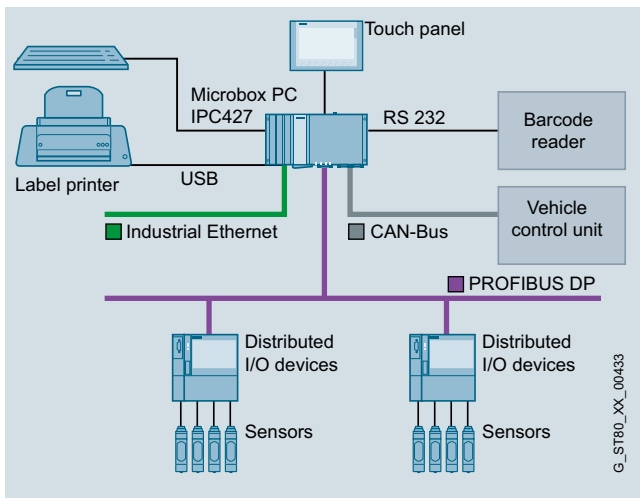 Touch panel
Microbox PC
IPC427
RS 232
Barcode
reader
Label printer
USB
Industrial Ethernet
CAN-Bus
Vehicle
control unit
PROFIBUS DP
Distributed
I/O devices
Distributed
I/O devices
Sensors
Sensors
G_ST80_XX_00433